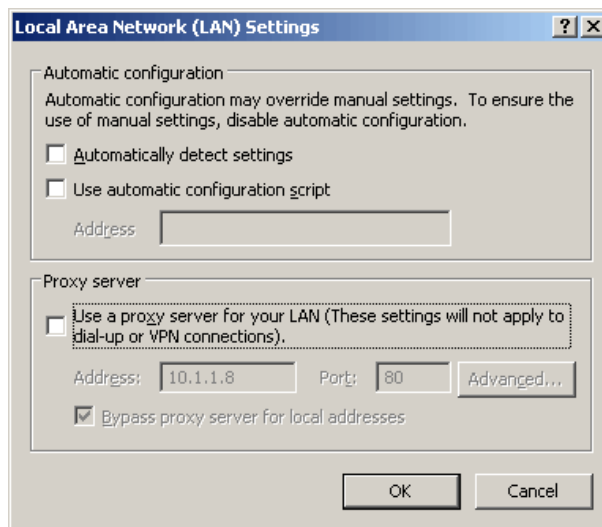 Local Area Network (LAN) Settings
Automatic configuration
Automatic configuration may override manual settings. To ensure the
use of manual settings, disable automatic configuration.
Automatically detect settings
Use automatic configuration script
Address
Proxy server
Use a proxy server for your LAN (These settings will not apply to
dial-up or VPN connections).
Address: 10.1.1.8 Port: 80 Advanced...
Bypass proxy server for local addresses
OK Cancel